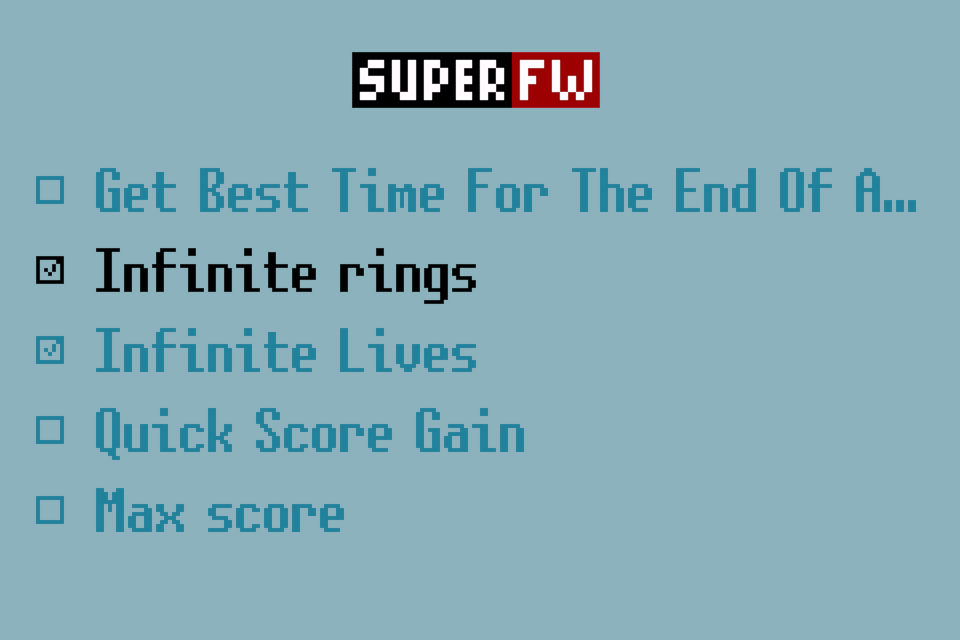 SUPERFW
Get Best Time For The End Of A...
Infinite rings
Infinite Lives
Quick Score Gain
Max score